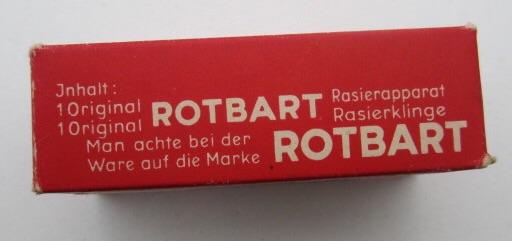 Jnhalt:
1 Original ROTBART Rasierapparat
1 Original Rasierklinge
Man achte bei der
Ware auf die Marke ROTBART